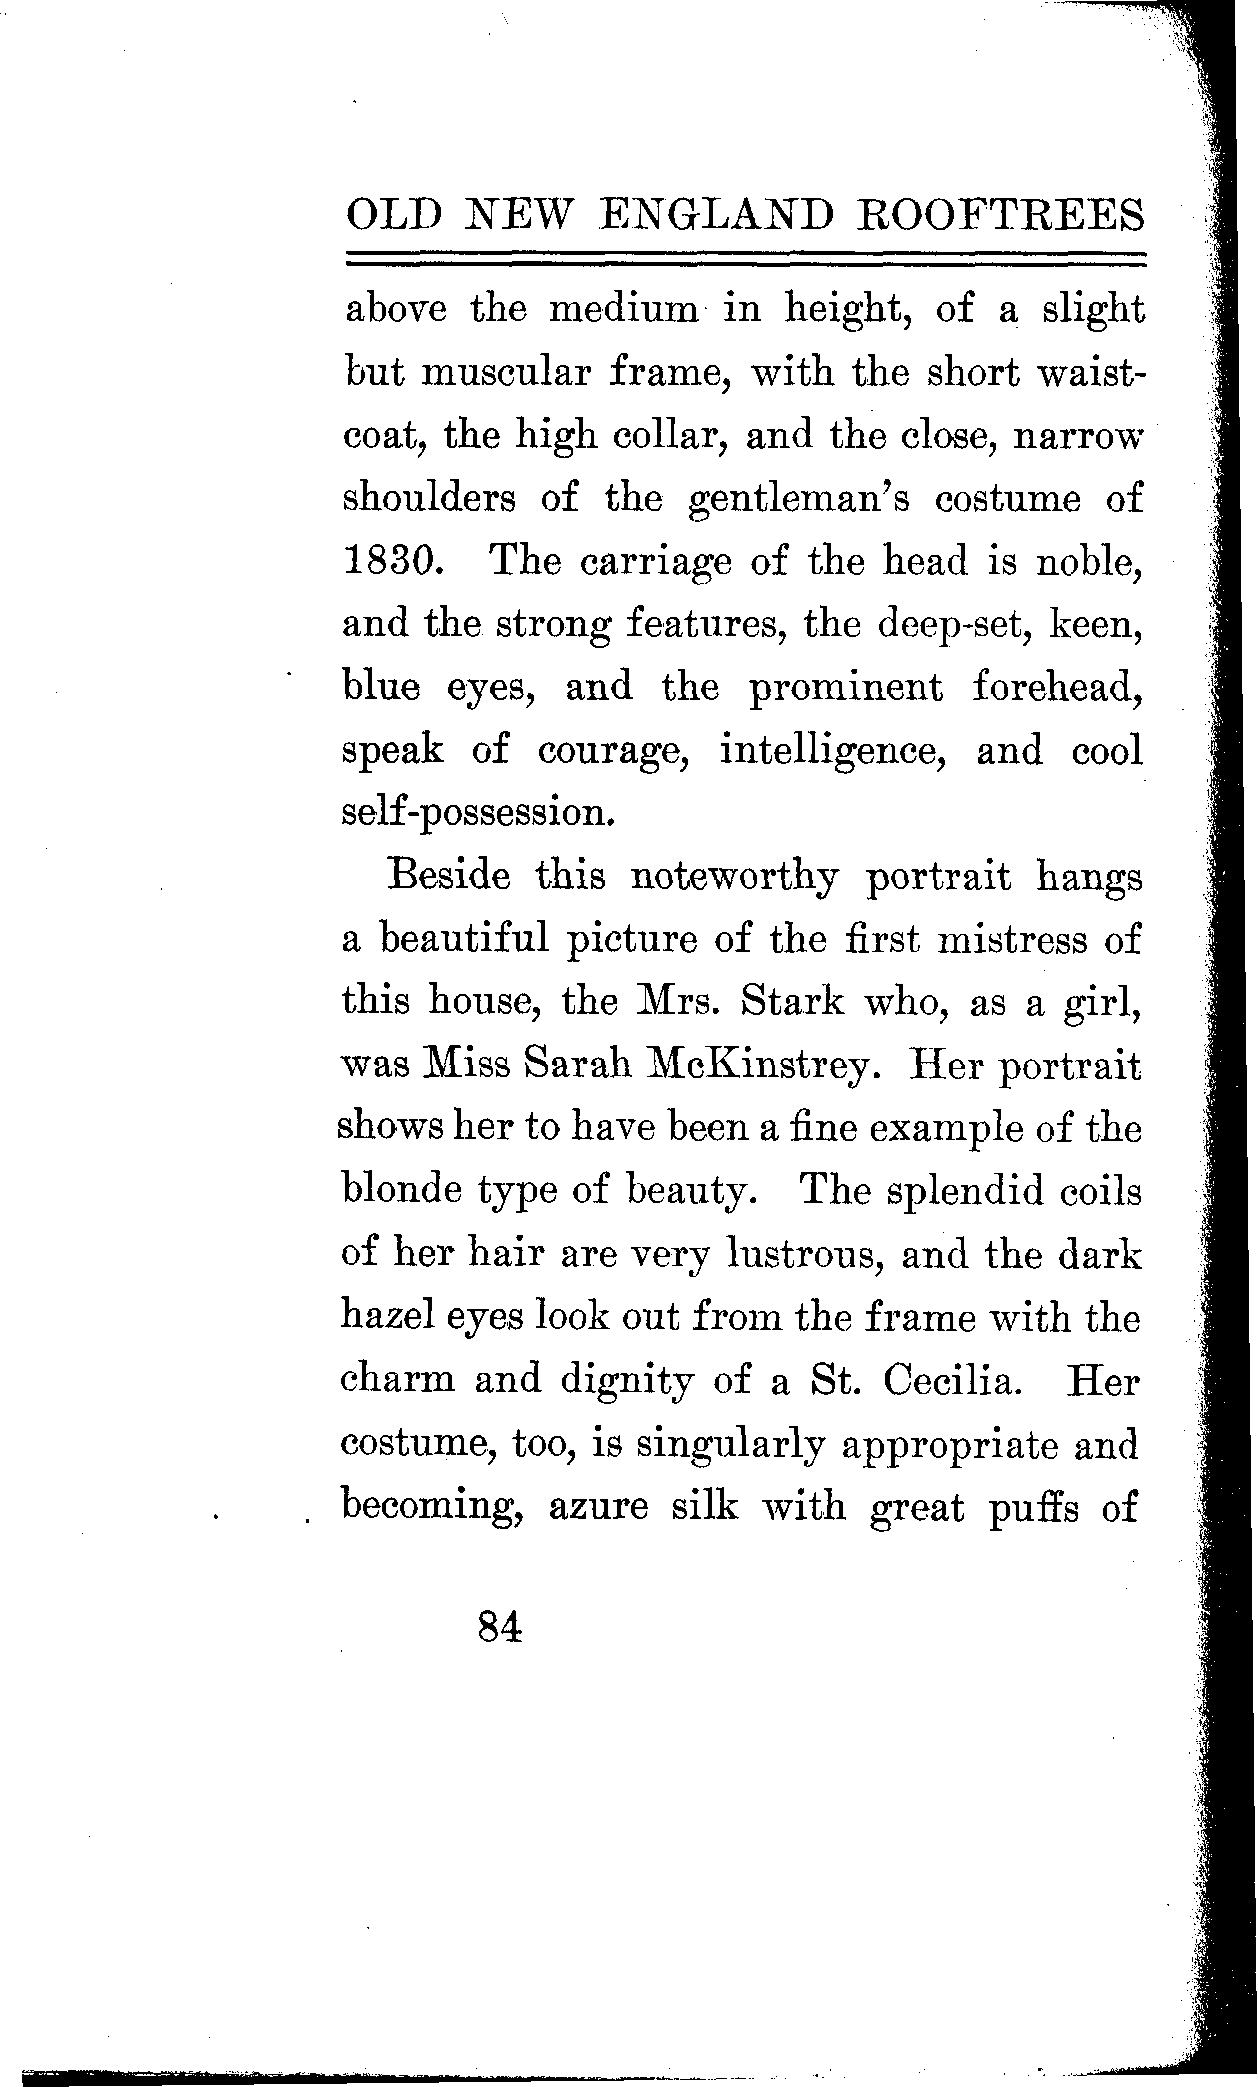 OLD NEW ENGLAND ROOFTREES
above the medium in height, of a slight
but muscular frame, with the short waist-
coat, the high collar, and the close, narrow
shoulders of the gentleman's costume of
1830. The carriage of the head is noble,
and the strong features, the deep-set, keen,
blue eyes, and the prominent forehead,
speak of courage, intelligence, and cool
self-possession.
Beside this noteworthy portrait hangs
a beautiful picture of the first mistress of
this house, the Mrs. Stark who, as a girl,
was Miss Sarah McKinstrey. Her portrait
shows her to have been a fine example of the
blonde type of beauty. The splendid coils
of her hair are very lustrous, and the dark
hazel eyes look out from the frame with the
charm and dignity of a St. Cecilia. Her
costume, too, is singularly appropriate and
becoming, azure silk with great puffs of
84